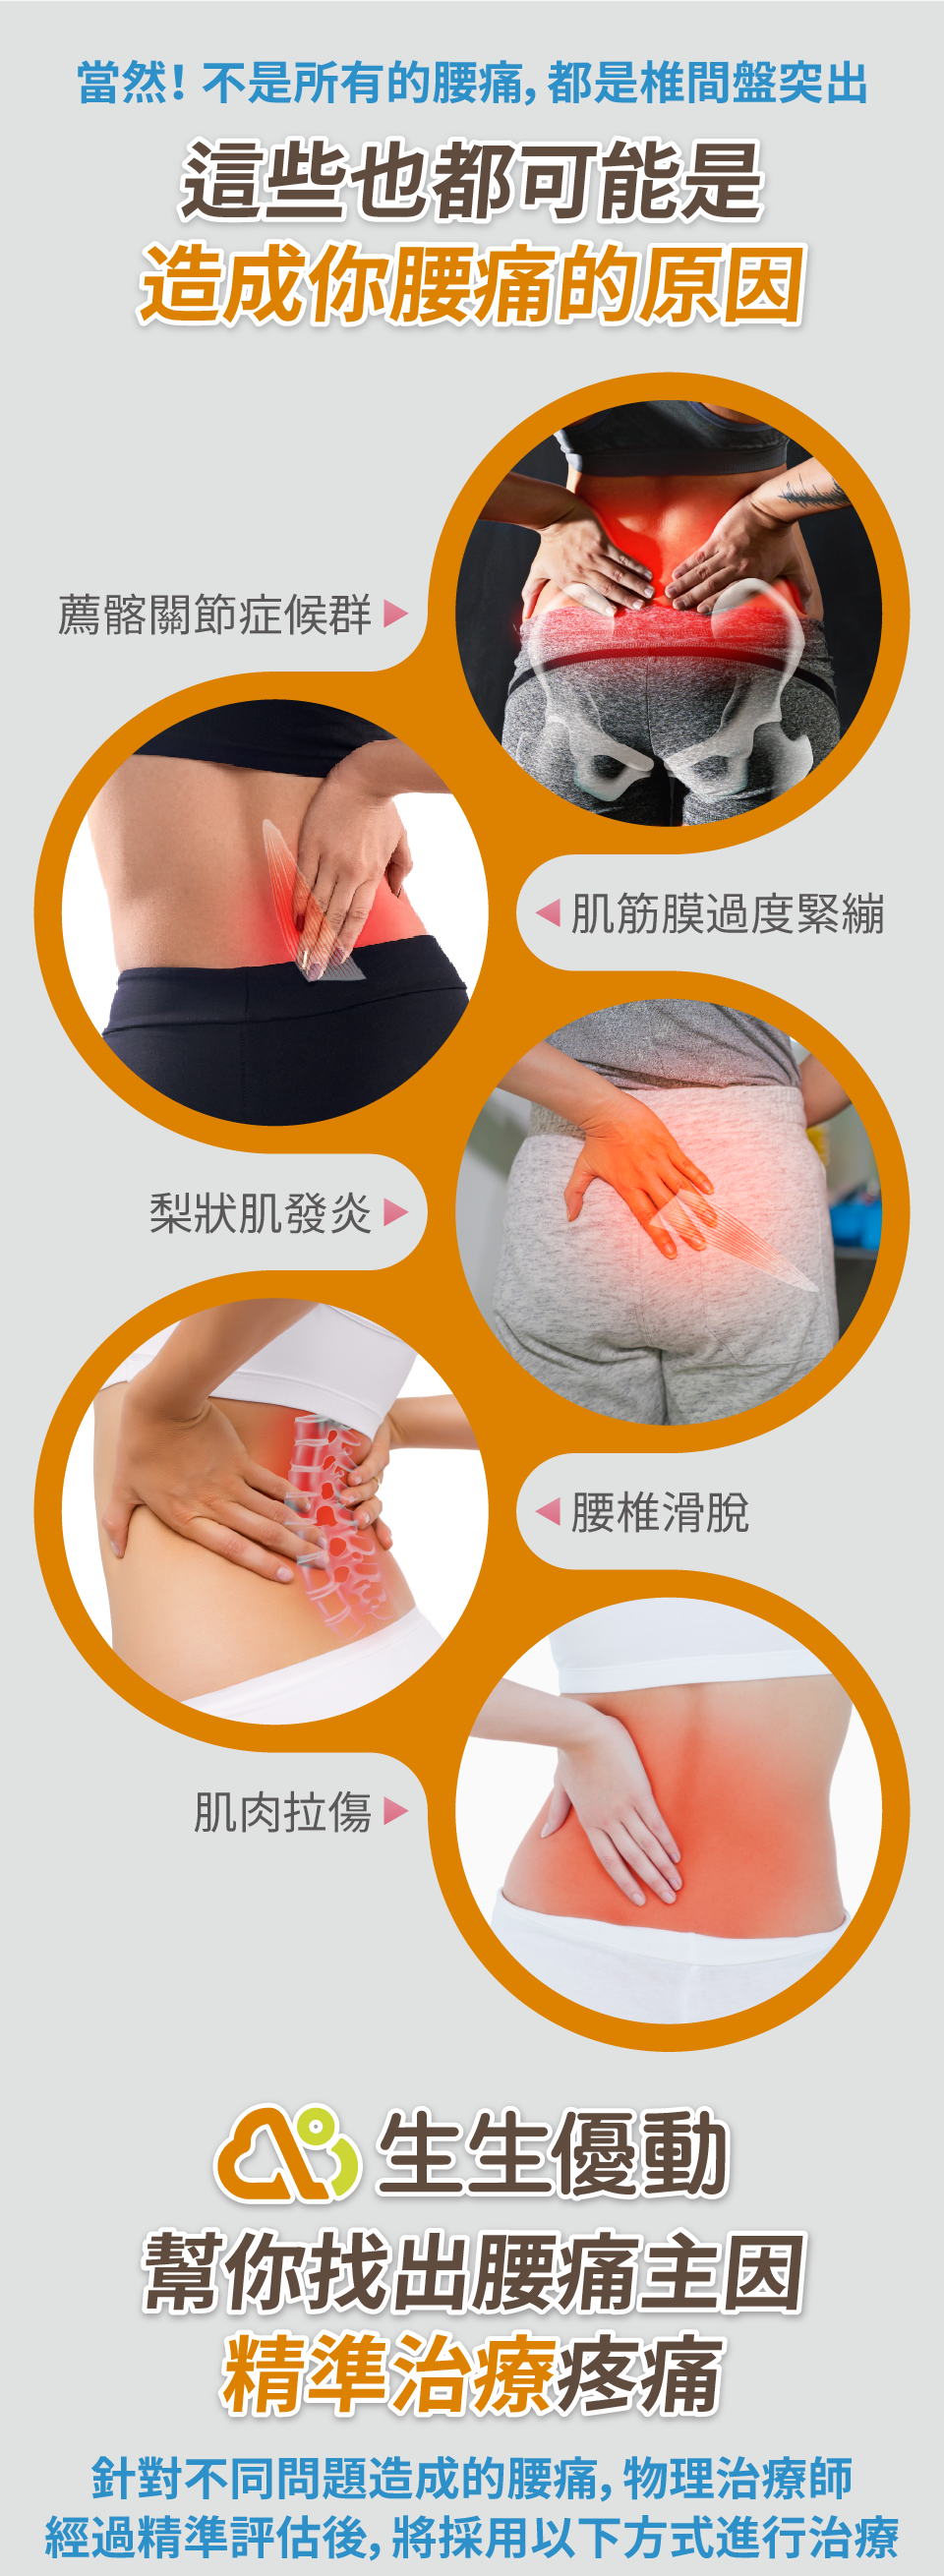 當然！不是所有的腰痛，都是椎間盤突出
這些也都可能是
造成你腰痛的原因
薦髂關節症候群
肌筋膜過度緊繃
梨狀肌發炎
腰椎滑脫
肌肉拉傷
生生優動
幫你找出腰痛主因
精準治療疼痛
針對不同問題造成的腰痛，物理治療師
經過精準評估後，將採用以下方式進行治療